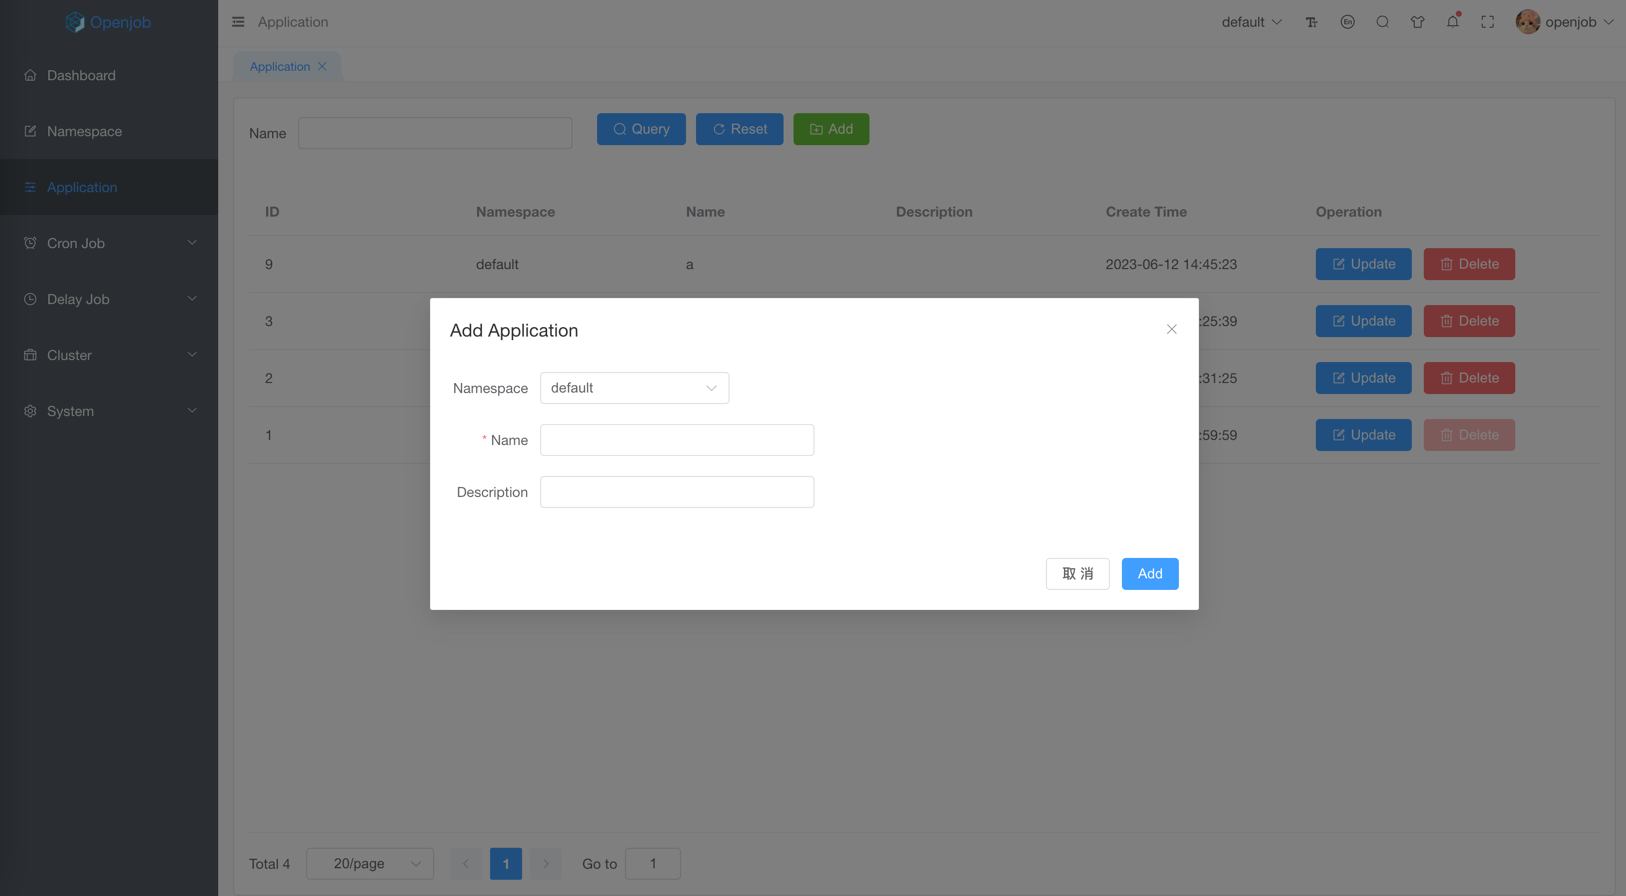 Openjob
Application
default
openjob
Dashboard
Namespace
Application
Cron Job
Delay Job
Cluster
System
Application
Name
Query
Reset
Add
ID Namespace Name Description Create Time Operation
9 default a 2023-06-12 14:45:23 Update Delete
3 :25:39 Update Delete
2 :31:25 Update Delete
1 :59:59 Update Delete
Add Application
Namespace default
* Name
Description
取 消 Add
Total 4 20/page 1 Go to 1